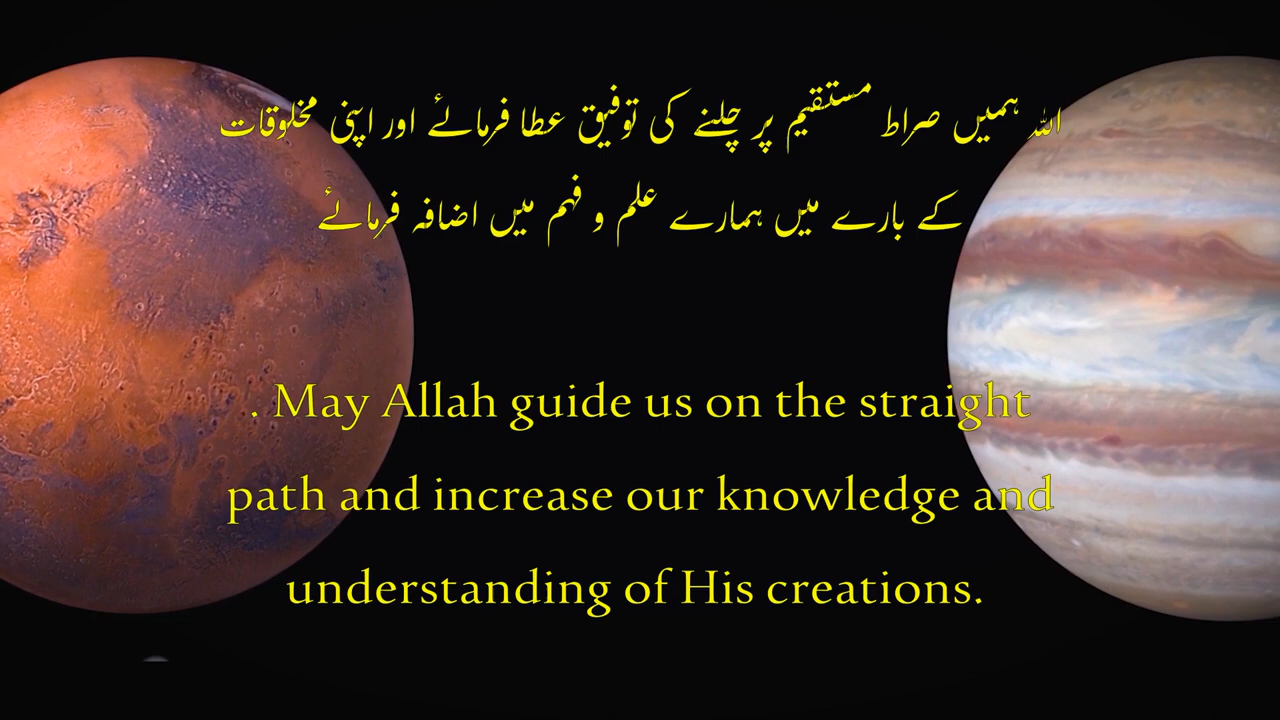 اللہ ہمیں صراط مستقیم پر چلنے کی توفیق عطا فرمائے اور اپنی مخلوقات
کے بارے میں ہمارے علم و فہم میں اضافہ فرمائے
. May Allah guide us on the straight
path and increase our knowledge and
understanding of His creations.